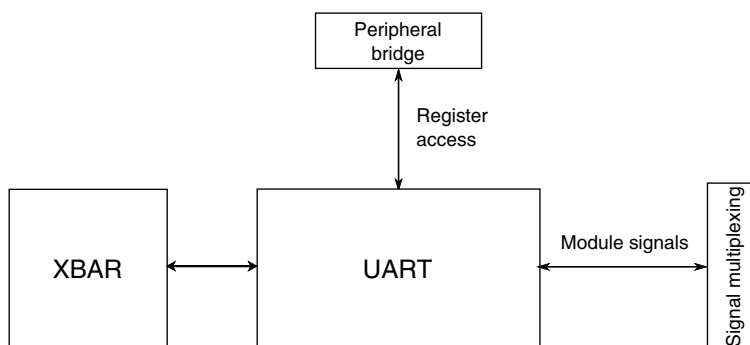 Peripheral
bridge
Register
access
XBAR
UART
Module signals
Signal multiplexing